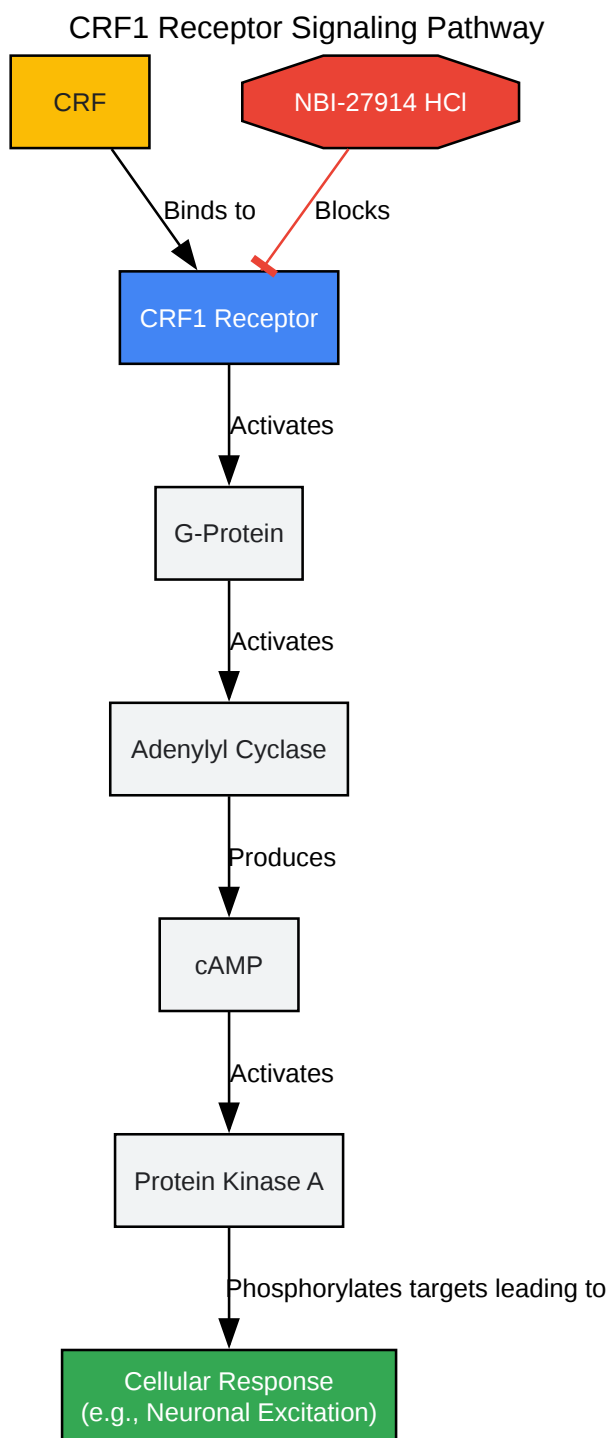 CRF1 Receptor Signaling Pathway
CRF
NBI-27914 HCl
Binds to
Blocks
CRF1 Receptor
Activates
G-Protein
Activates
Adenylyl Cyclase
Produces
cAMP
Activates
Protein Kinase A
Phosphorylates targets leading to
Cellular Response
(e.g., Neuronal Excitation)